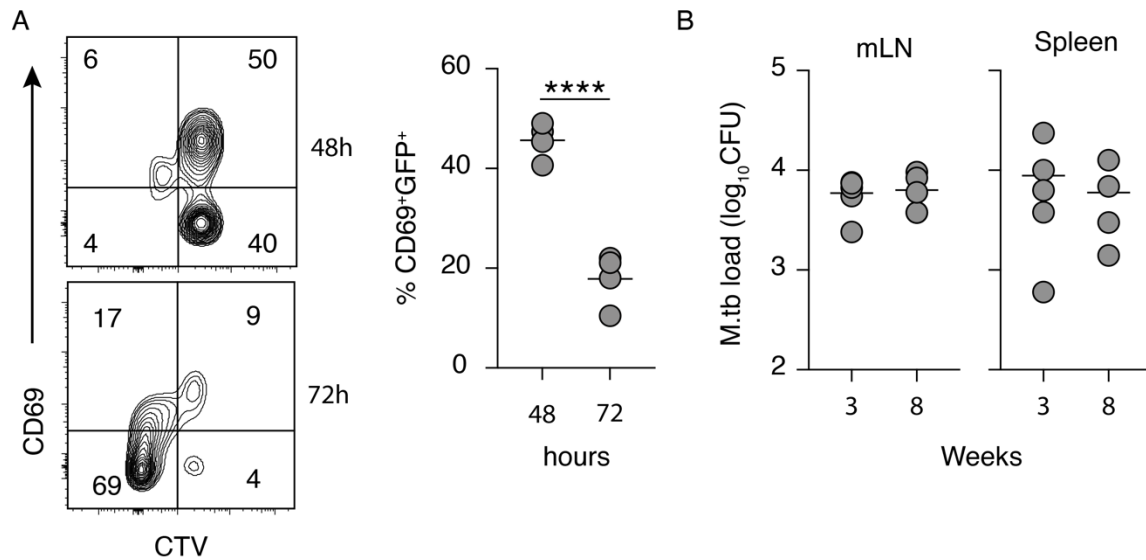 A
6 50
4 40
48h
17 9
69 4
72h
CD69
CTV
% CD69⁺GFP⁺
60
40
20
0
****
48 72
hours
B
mLN Spleen
M.tb load (log₁₀CFU)
5
4
3
2
3 8 3 8
Weeks